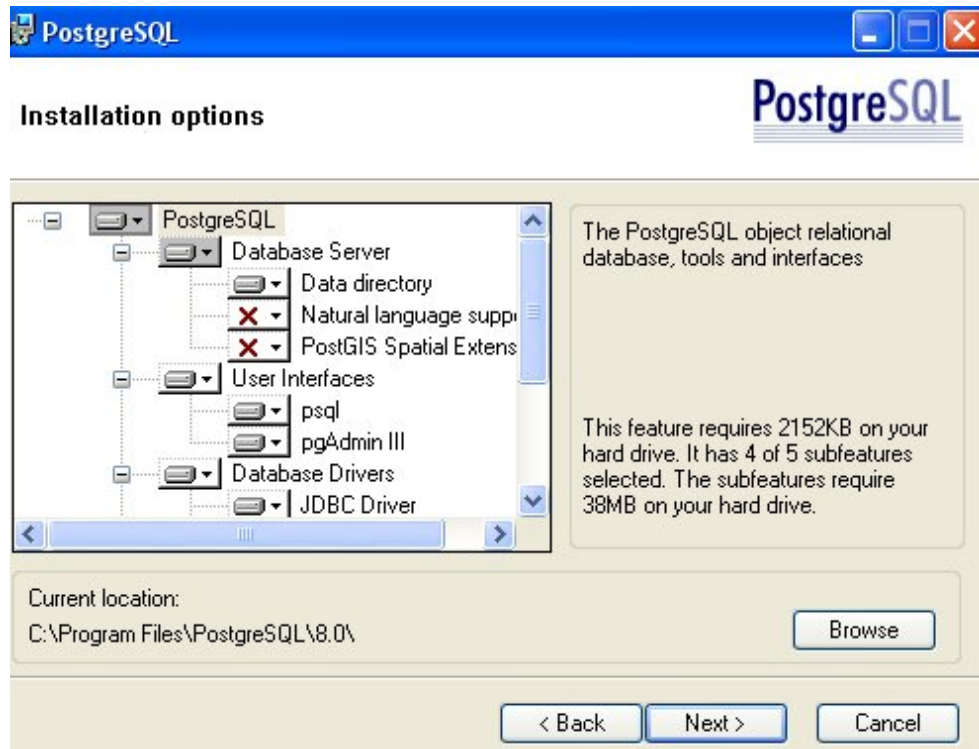 PostgreSQL
Installation options
PostgreSQL
PostgreSQL
Database Server
Data directory
Natural language supp
PostGIS Spatial Extens
User Interfaces
psql
pgAdmin III
Database Drivers
JDBC Driver
The PostgreSQL object relational
database, tools and interfaces
This feature requires 2152KB on your
hard drive. It has 4 of 5 subfeatures
selected. The subfeatures require
38MB on your hard drive.
Current location:
C:\Program Files\PostgreSQL\8.0\
Browse
< Back
Next >
Cancel